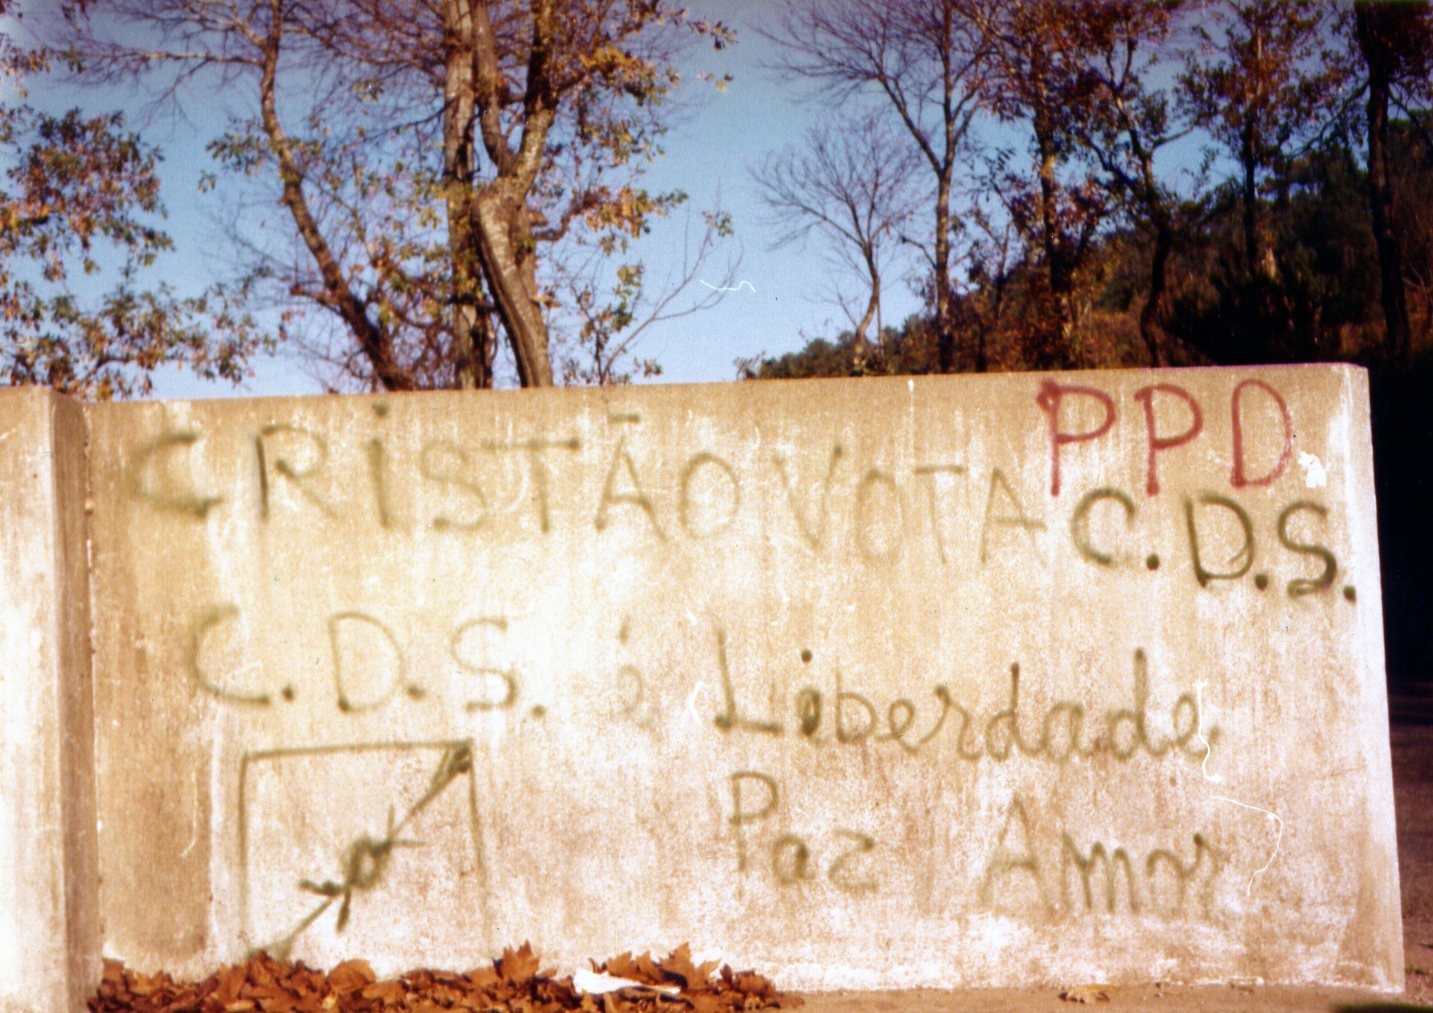 PPD
CRiSTÃO VOTA C.D.S.
C.D.S. é Liberdade
Paz Amor